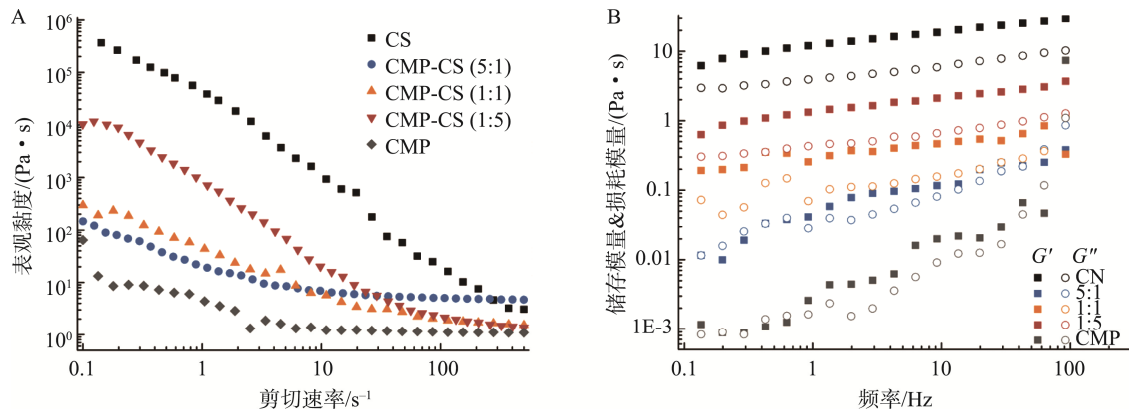 A
表观黏度/(Pa·s)
10⁶
10⁵
10⁴
10³
10²
10¹
10⁰
0.1 1 10 100
剪切速率/s⁻¹
CS
CMP-CS (5:1)
CMP-CS (1:1)
CMP-CS (1:5)
CMP
B
储存模量&损耗模量/(Pa·s)
10
1
0.1
0.01
1E-3
0.1 1 10 100
频率/Hz
G′ G″
CN
5:1
1:1
1:5
CMP